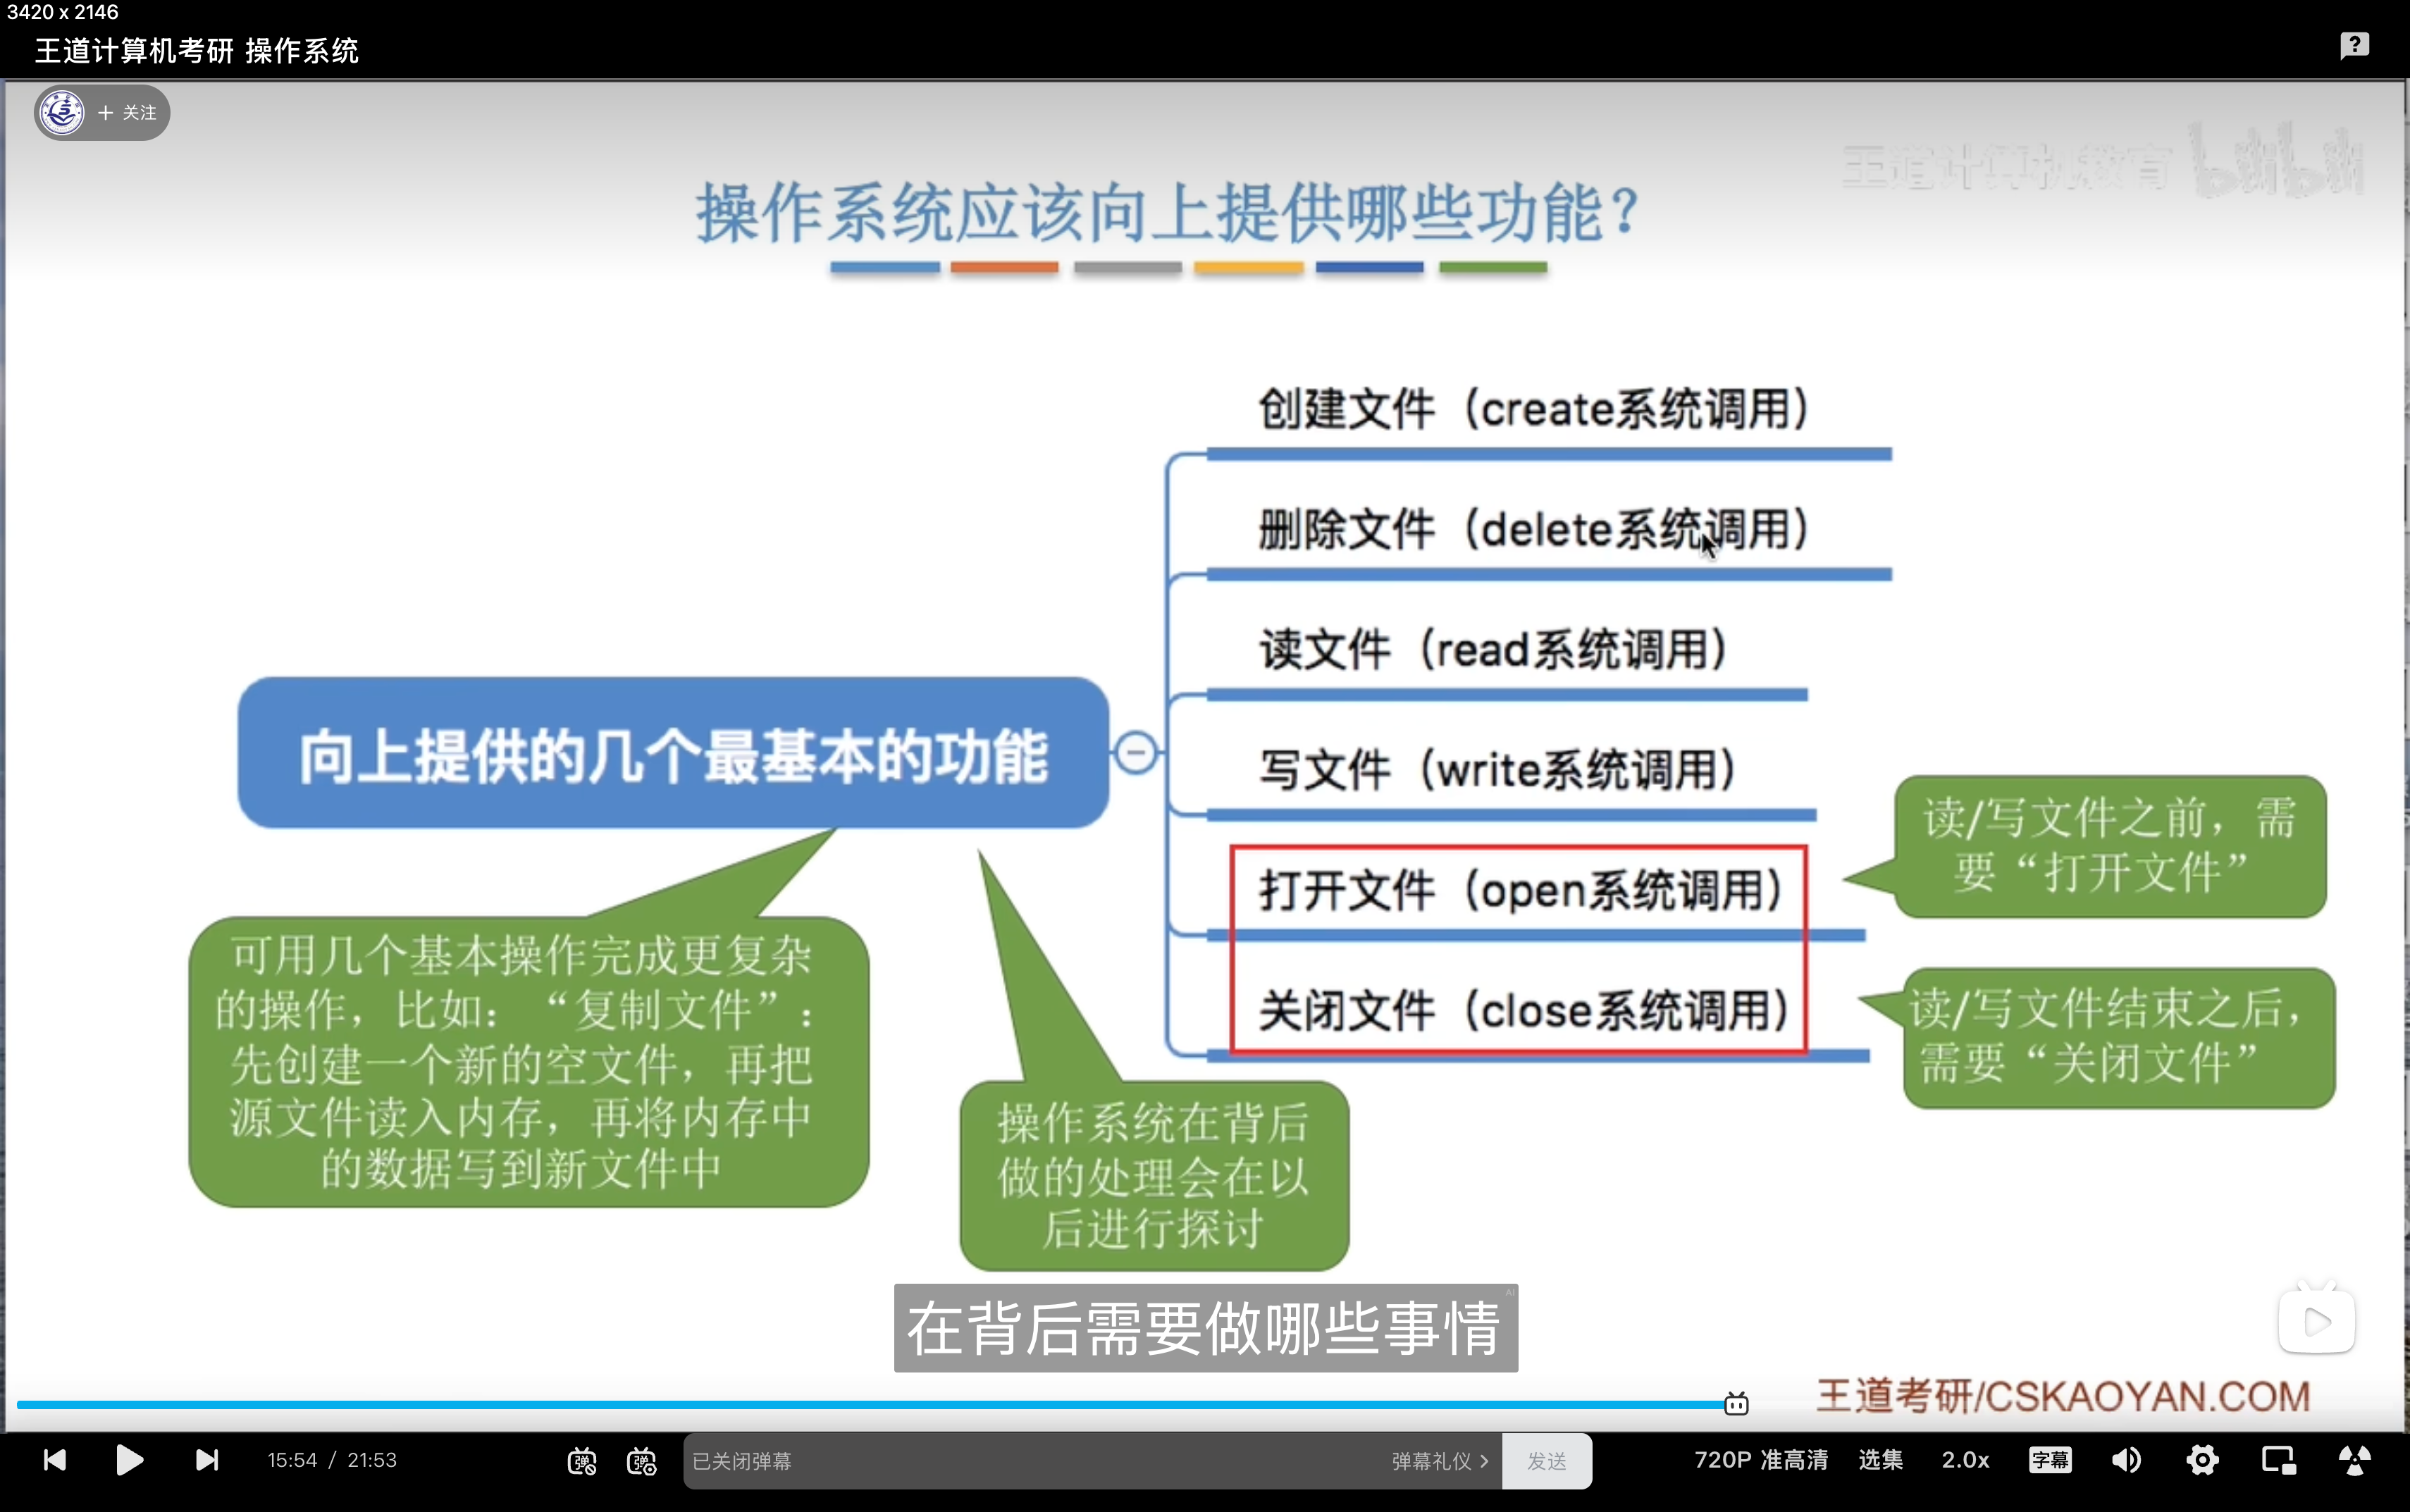 3420 x 2146
王道计算机考研 操作系统
+ 关注
王道计算机教育 bilibili
操作系统应该向上提供哪些功能？
创建文件（create系统调用）
删除文件（delete系统调用）
读文件（read系统调用）
写文件（write系统调用）
打开文件（open系统调用）
关闭文件（close系统调用）
向上提供的几个最基本的功能
读/写文件之前，需
要“打开文件”
读/写文件结束之后，
需要“关闭文件”
可用几个基本操作完成更复杂
的操作，比如：“复制文件”：
先创建一个新的空文件，再把
源文件读入内存，再将内存中
的数据写到新文件中
操作系统在背后
做的处理会在以
后进行探讨
AI
在背后需要做哪些事情
王道考研/CSKAOYAN.COM
15:54 / 21:53
弹
弹
已关闭弹幕
弹幕礼仪 >
发送
720P 准高清
选集
2.0x
字幕